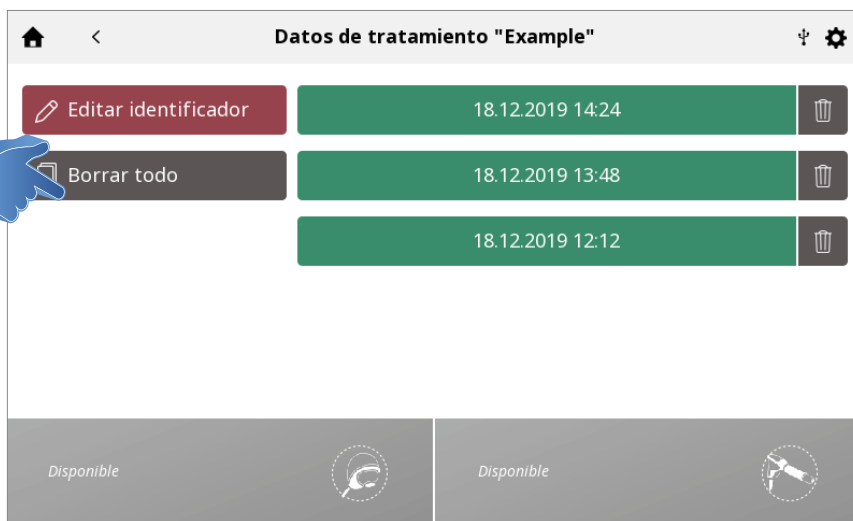 Datos de tratamiento "Example"
Editar identificador
18.12.2019 14:24
Borrar todo
18.12.2019 13:48
18.12.2019 12:12
Disponible
Disponible